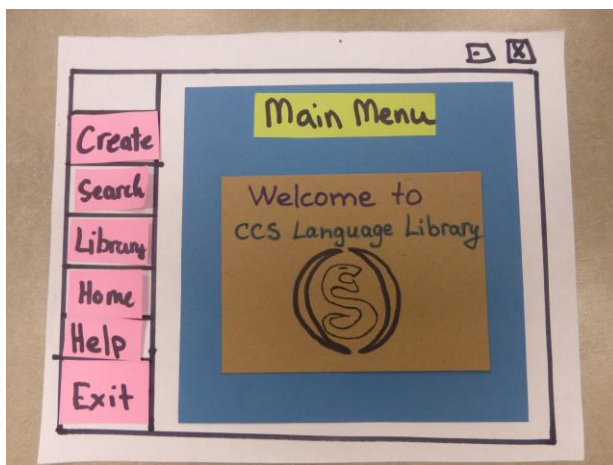 Main Menu
Create
Search
Library
Home
Help
Exit
Welcome to
CCS Language Library
S